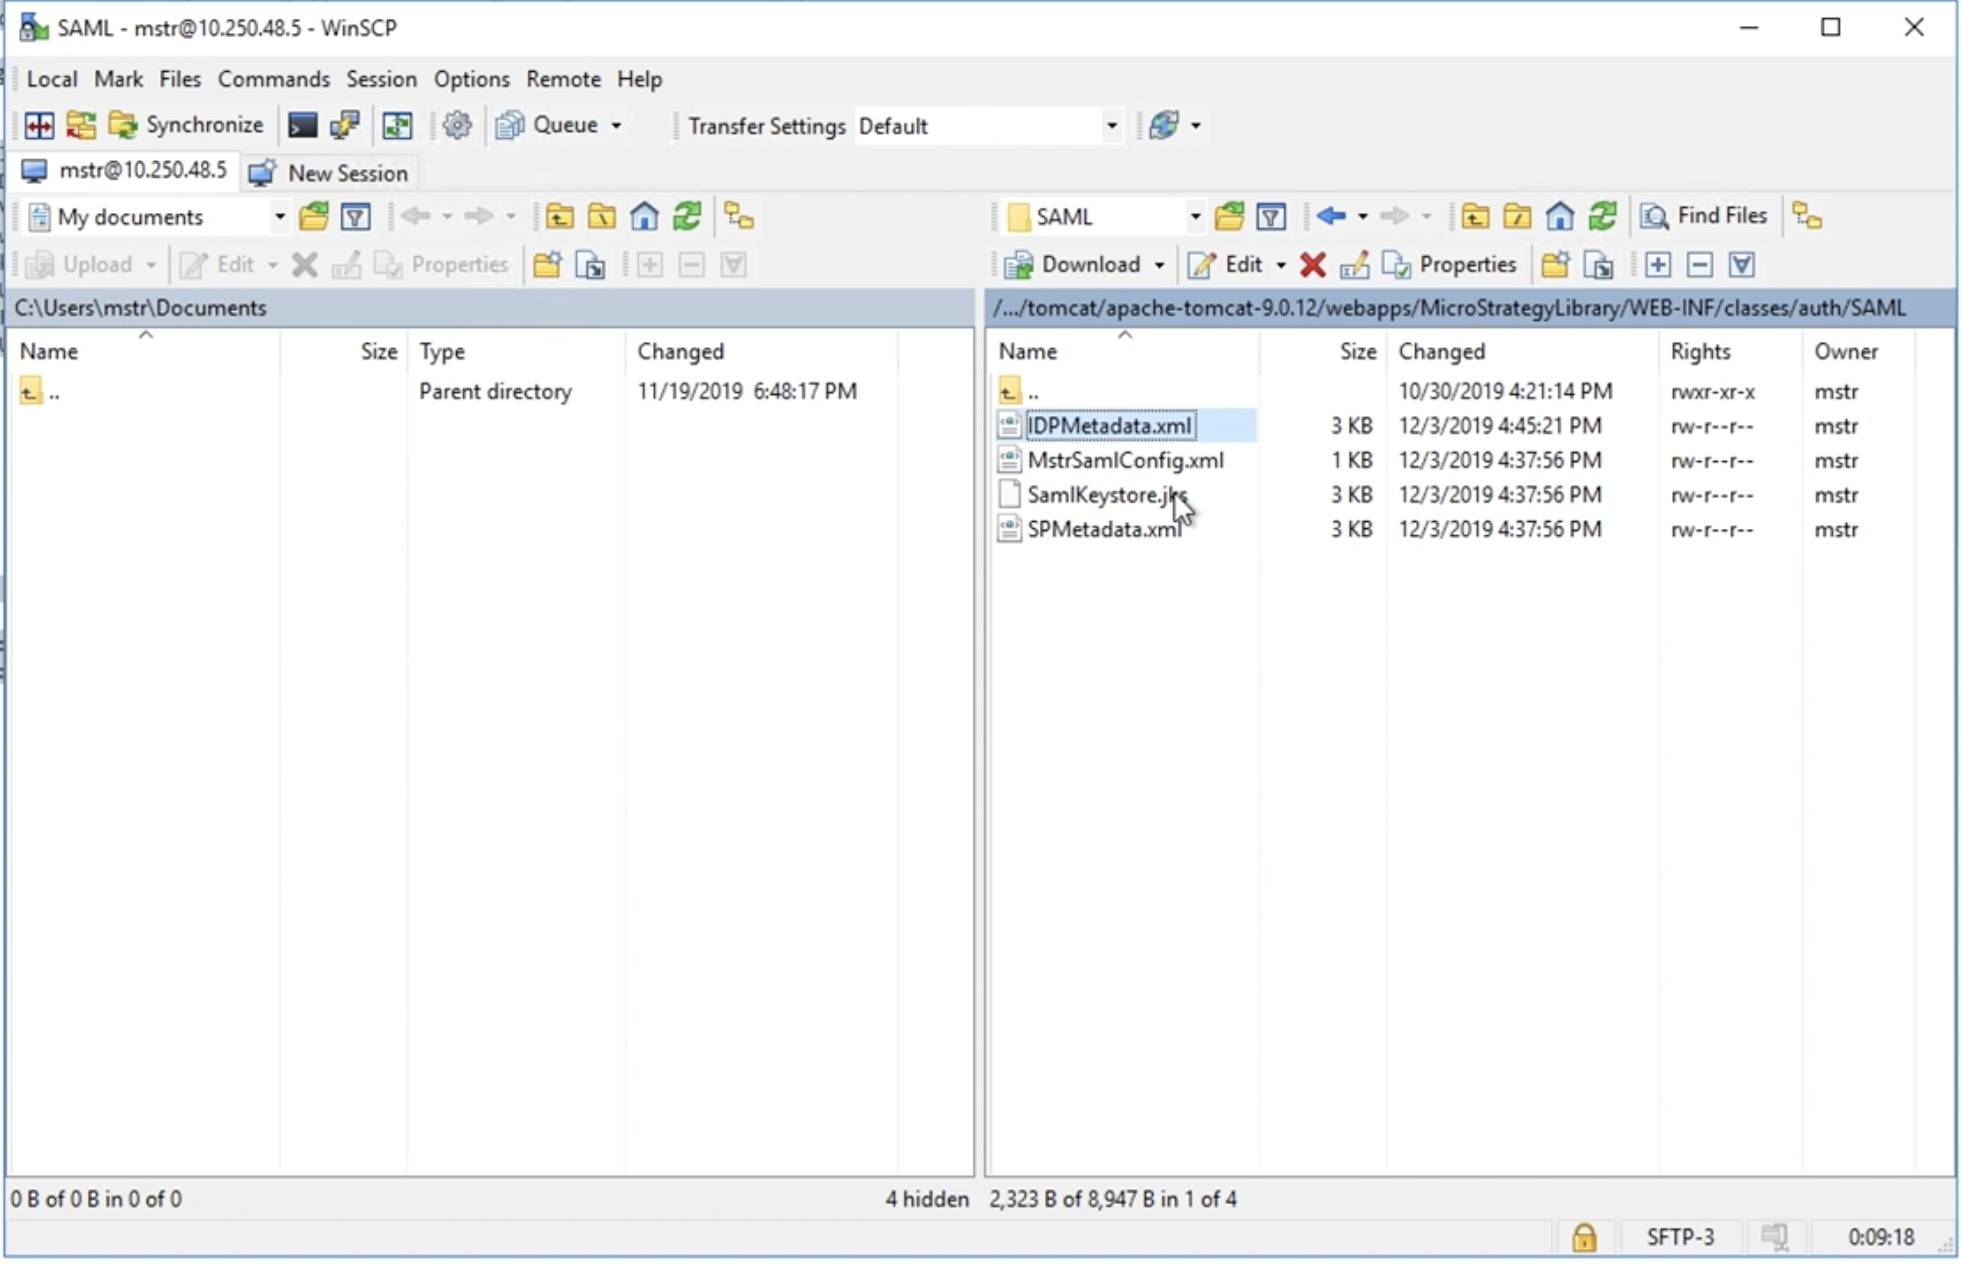 SAML - mstr@10.250.48.5 - WinSCP
Local Mark Files Commands Session Options Remote Help
Synchronize Queue Transfer Settings Default
mstr@10.250.48.5 New Session
My documents
Upload Edit Properties
C:\Users\mstr\Documents
Name Size Type Changed
.. Parent directory 11/19/2019 6:48:17 PM
0 B of 0 B in 0 of 0 4 hidden
SAML Find Files
Download Edit Properties
/.../tomcat/apache-tomcat-9.0.12/webapps/MicroStrategyLibrary/WEB-INF/classes/auth/SAML
Name Size Changed Rights Owner
.. 10/30/2019 4:21:14 PM rwxr-xr-x mstr
IDPMetadata.xml 3 KB 12/3/2019 4:45:21 PM rw-r--r-- mstr
MstrSamlConfig.xml 1 KB 12/3/2019 4:37:56 PM rw-r--r-- mstr
SamlKeystore.jks 3 KB 12/3/2019 4:37:56 PM rw-r--r-- mstr
SPMetadata.xml 3 KB 12/3/2019 4:37:56 PM rw-r--r-- mstr
2,323 B of 8,947 B in 1 of 4
SFTP-3 0:09:18